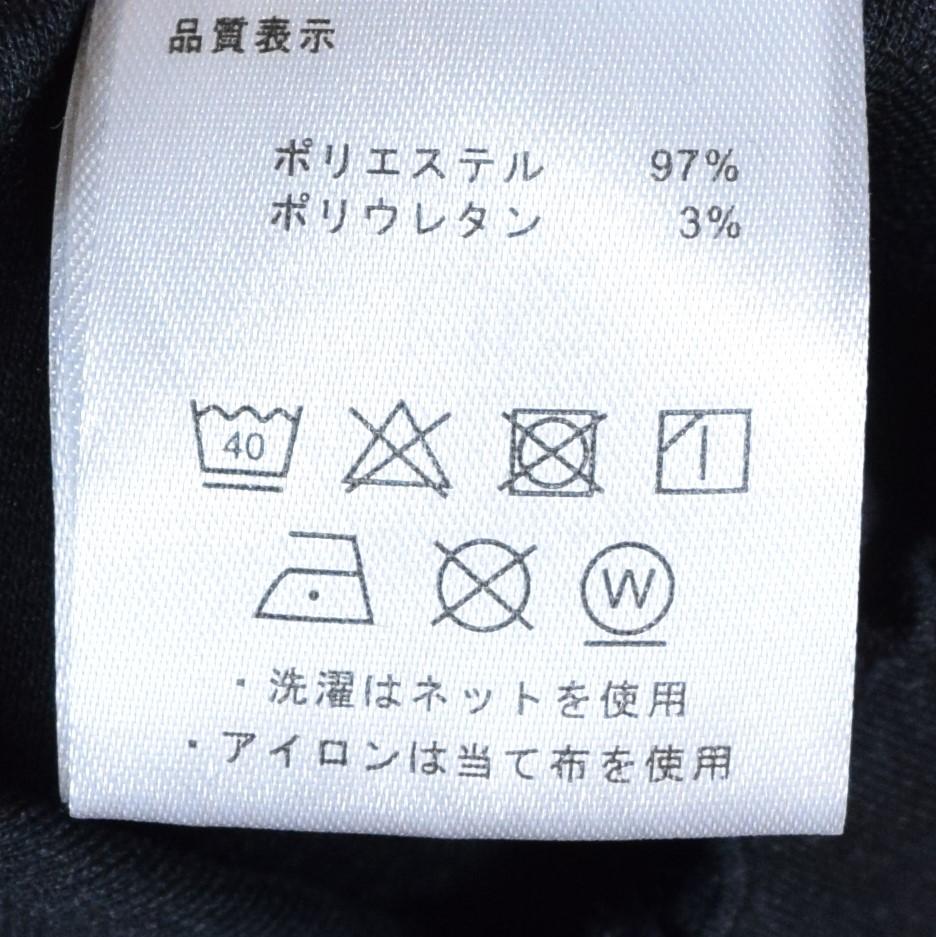 品質表示
ポリエステル 97%
ポリウレタン 3%
40
W
・洗濯はネットを使用
・アイロンは当て布を使用